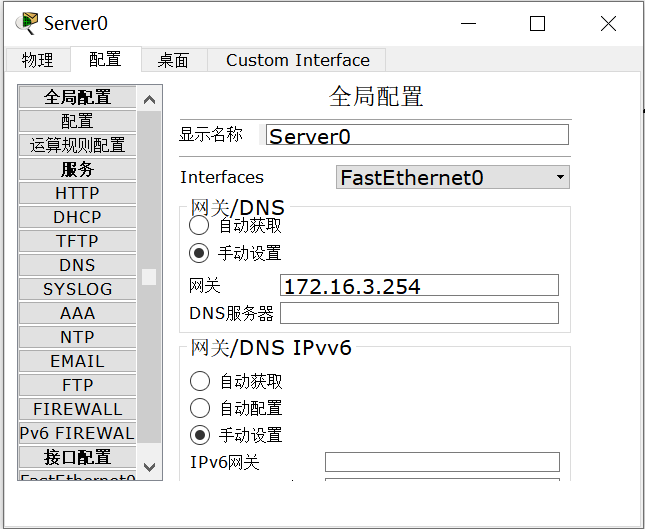 Server0
物理 配置 桌面 Custom Interface
全局配置
配置
运算规则配置
服务
HTTP
DHCP
TFTP
DNS
SYSLOG
AAA
NTP
EMAIL
FTP
FIREWALL
Pv6 FIREWAL
接口配置
FastEthernet0
全局配置
显示名称 Server0
Interfaces FastEthernet0
网关/DNS
自动获取
手动设置
网关 172.16.3.254
DNS服务器
网关/DNS IPvv6
自动获取
自动配置
手动设置
IPv6网关